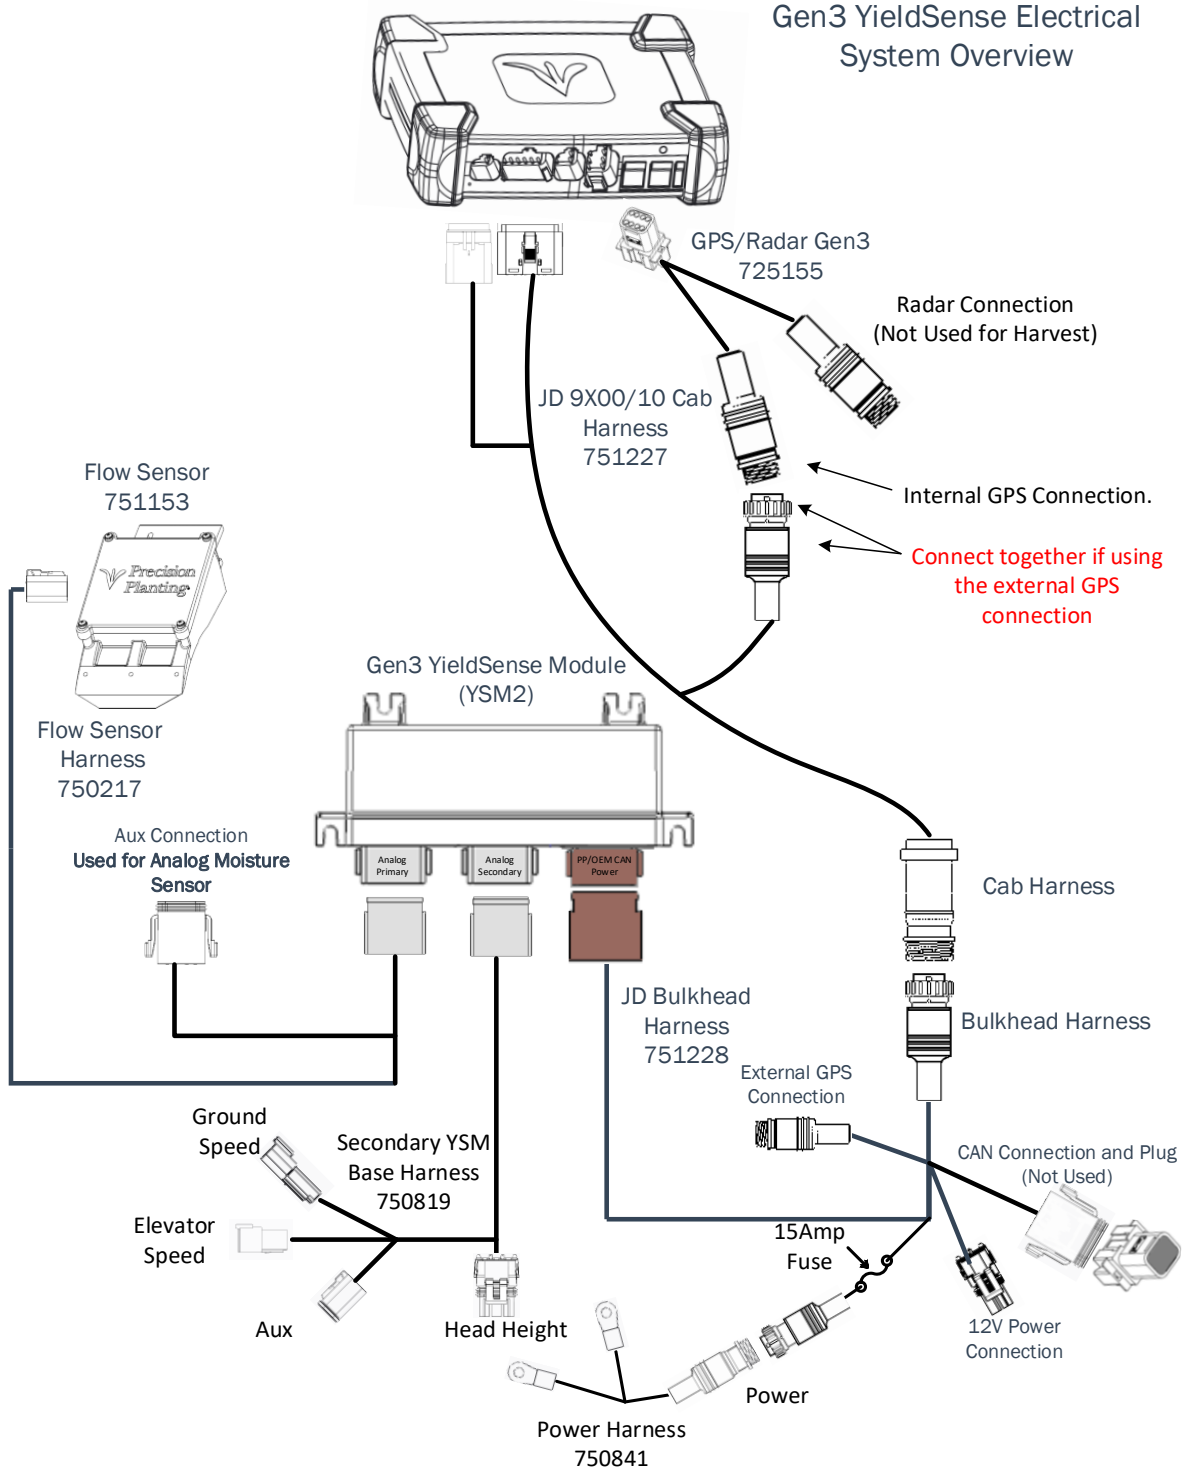 Gen3 YieldSense Electrical
System Overview
GPS/Radar Gen3
725155
Radar Connection
(Not Used for Harvest)
JD 9X00/10 Cab
Harness
751227
Flow Sensor
751153
Internal GPS Connection.
Precision
Planting
Connect together if using
the external GPS
connection
Gen3 YieldSense Module
(YSM2)
Flow Sensor
Harness
750217
Aux Connection
Used for Analog Moisture
Sensor
Analog
Primary
Analog
Secondary
PP/OEM CAN
Power
Cab Harness
JD Bulkhead
Harness
751228
Bulkhead Harness
External GPS
Connection
Ground
Speed
Secondary YSM
Base Harness
750819
CAN Connection and Plug
(Not Used)
Elevator
Speed
15Amp
Fuse
Aux
Head Height
12V Power
Connection
Power
Power Harness
750841